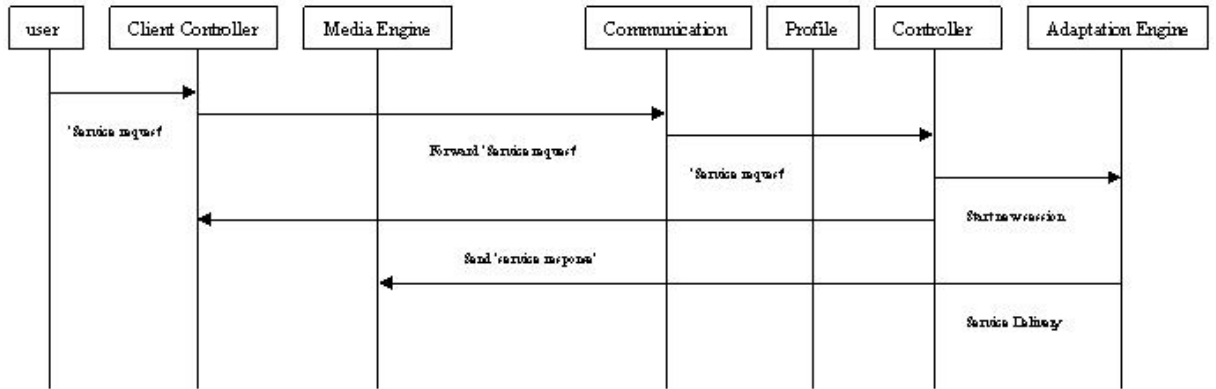 user
Client Controller
Media Engine
Communication
Profile
Controller
Adaptation Engine
'Service request'
Forward 'Service request'
'Service request'
Start new session
Send 'service response'
Service Delivery